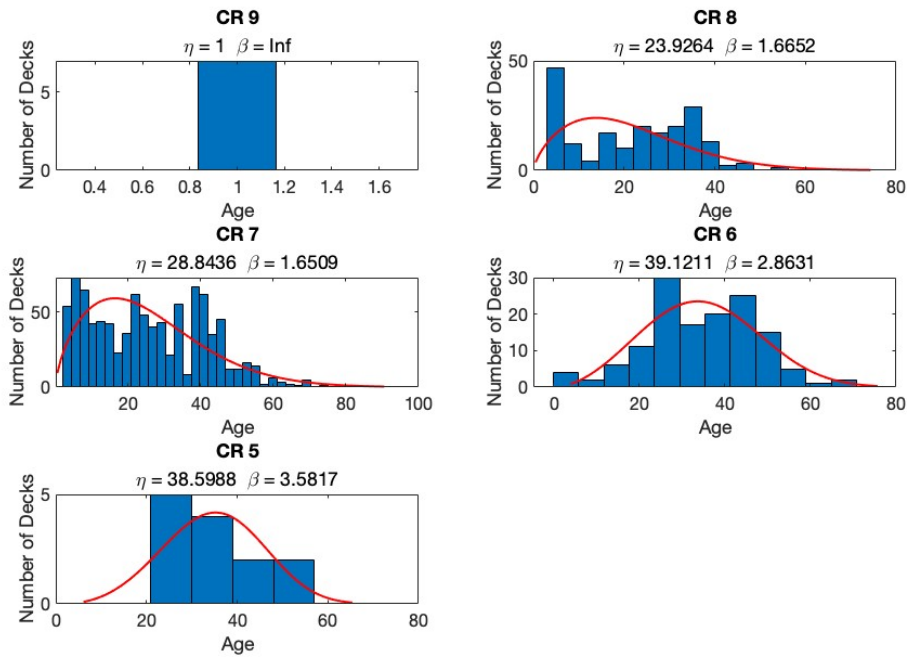 CR 9
η = 1 β = Inf
Number of Decks
5
0
0.4 0.6 0.8 1 1.2 1.4 1.6
Age
CR 8
η = 23.9264 β = 1.6652
Number of Decks
50
0
0 20 40 60 80
Age
CR 7
η = 28.8436 β = 1.6509
Number of Decks
50
0
20 40 60 80 100
Age
CR 6
η = 39.1211 β = 2.8631
Number of Decks
30
20
10
0
0 20 40 60 80
Age
CR 5
η = 38.5988 β = 3.5817
Number of Decks
5
0
0 20 40 60 80
Age